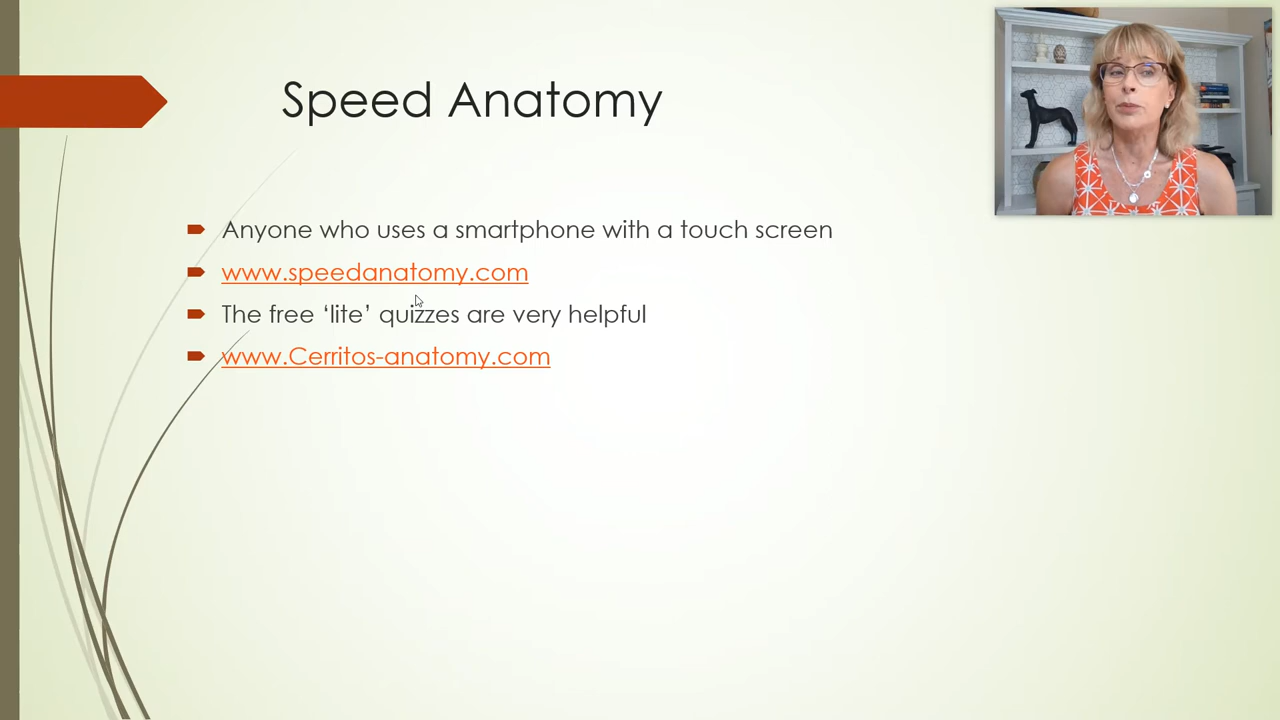 Speed Anatomy
Anyone who uses a smartphone with a touch screen
www.speedanatomy.com
The free ‘lite’ quizzes are very helpful
www.Cerritos-anatomy.com